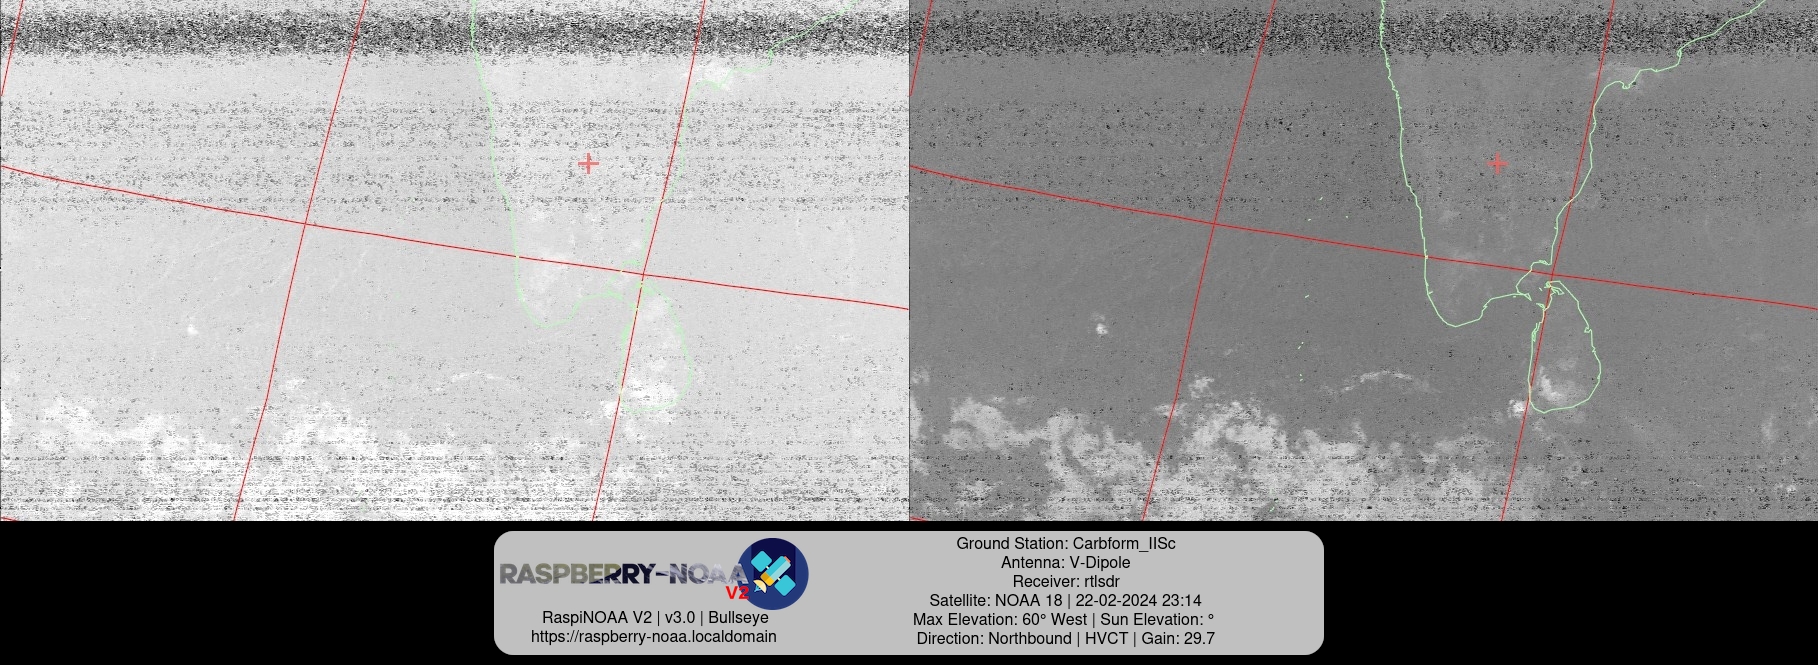 RASPBERRY-NOAA
V2
RaspiNOAA V2 | v3.0 | Bullseye
https://raspberry-noaa.localdomain
Ground Station: Carbform_IISc
Antenna: V-Dipole
Receiver: rtlsdr
Satellite: NOAA 18 | 22-02-2024 23:14
Max Elevation: 60° West | Sun Elevation: °
Direction: Northbound | HVCT | Gain: 29.7